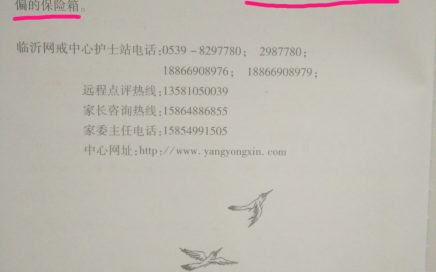 偏的保险箱。
临沂网戒中心护士站电话:0539-8297780; 2987780;
18866908976; 18866908979;
远程点评热线:13581050039
家长咨询热线:15864886855
家委主任电话:15854991505
中心网址:http://www.yangyongxin.com